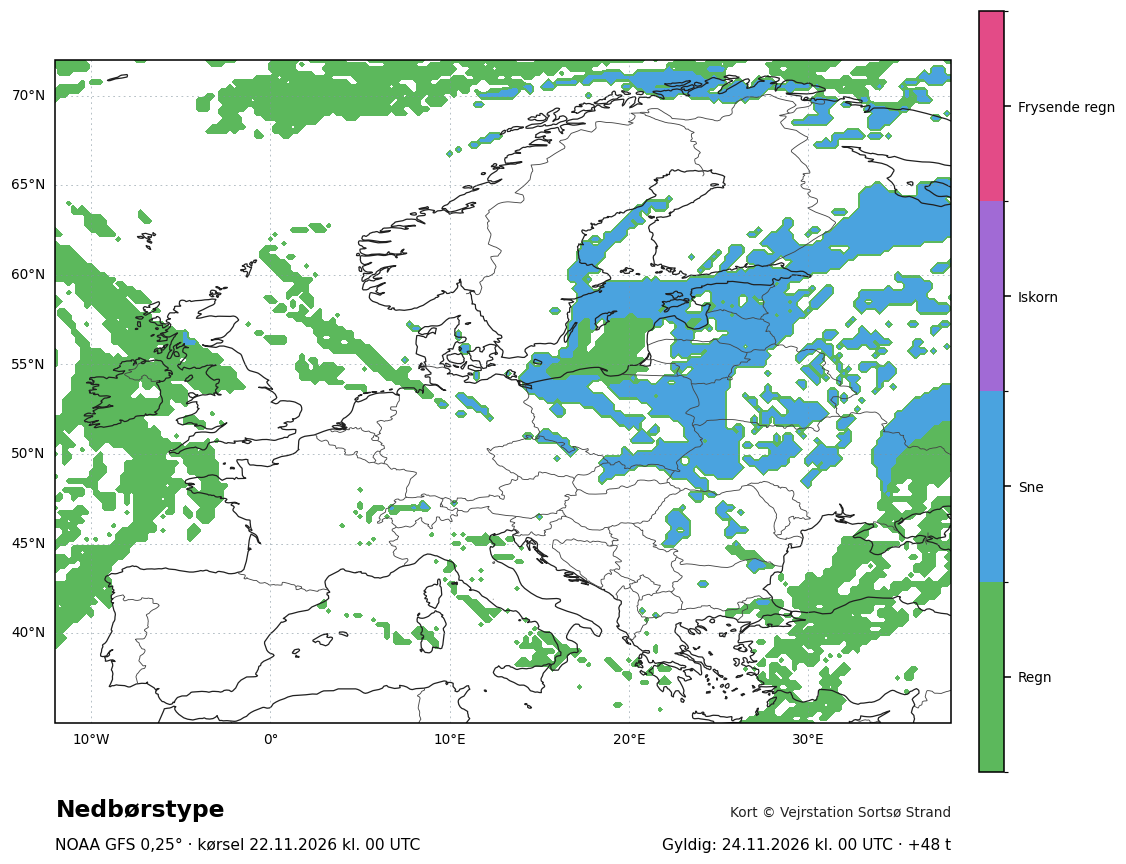 70°N
65°N
60°N
55°N
50°N
45°N
40°N
10°W
0°
10°E
20°E
30°E
Frysende regn
Iskorn
Sne
Regn
Nedbørstype
Kort © Vejrstation Sortsø Strand
NOAA GFS 0,25° · kørsel 22.11.2026 kl. 00 UTC
Gyldig: 24.11.2026 kl. 00 UTC · +48 t